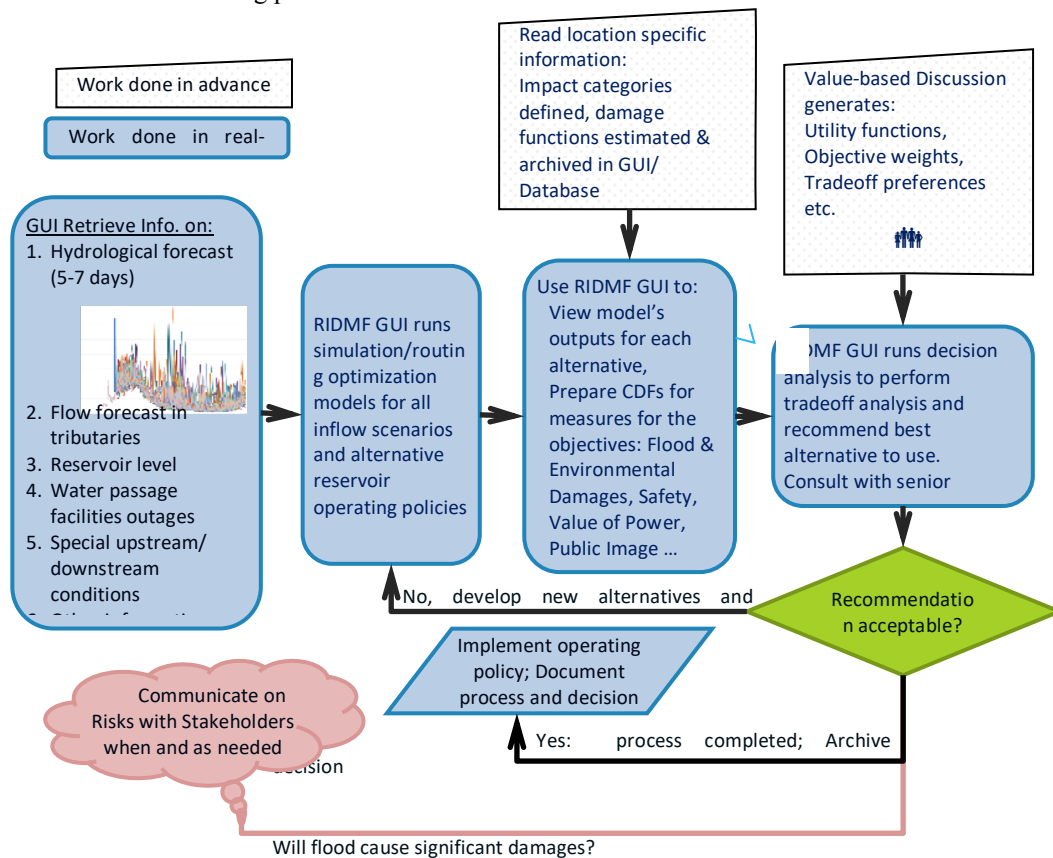 Work done in advance
Work done in real-
Read location specific
information:
Impact categories
defined, damage
functions estimated &
archived in GUI/
Database
Value-based Discussion
generates:
Utility functions,
Objective weights,
Tradeoff preferences
etc.
GUI Retrieve Info. on:
1. Hydrological forecast
(5-7 days)
2. Flow forecast in
tributaries
3. Reservoir level
4. Water passage
facilities outages
5. Special upstream/
downstream
conditions
RIDMF GUI runs
simulation/routin
g optimization
models for all
inflow scenarios
and alternative
reservoir
operating policies
Use RIDMF GUI to:
View model's
outputs for each
alternative,
Prepare CDFs for
measures for the
objectives: Flood &
Environmental
Damages, Safety,
Value of Power,
Public Image ...
DMF GUI runs decision
analysis to perform
tradeoff analysis and
recommend best
alternative to use.
Consult with senior
No, develop new alternatives and
Recommendatio
n acceptable?
Implement operating
policy; Document
process and decision
Yes: process completed; Archive
decision
Communicate on
Risks with Stakeholders
when and as needed
Will flood cause significant damages?